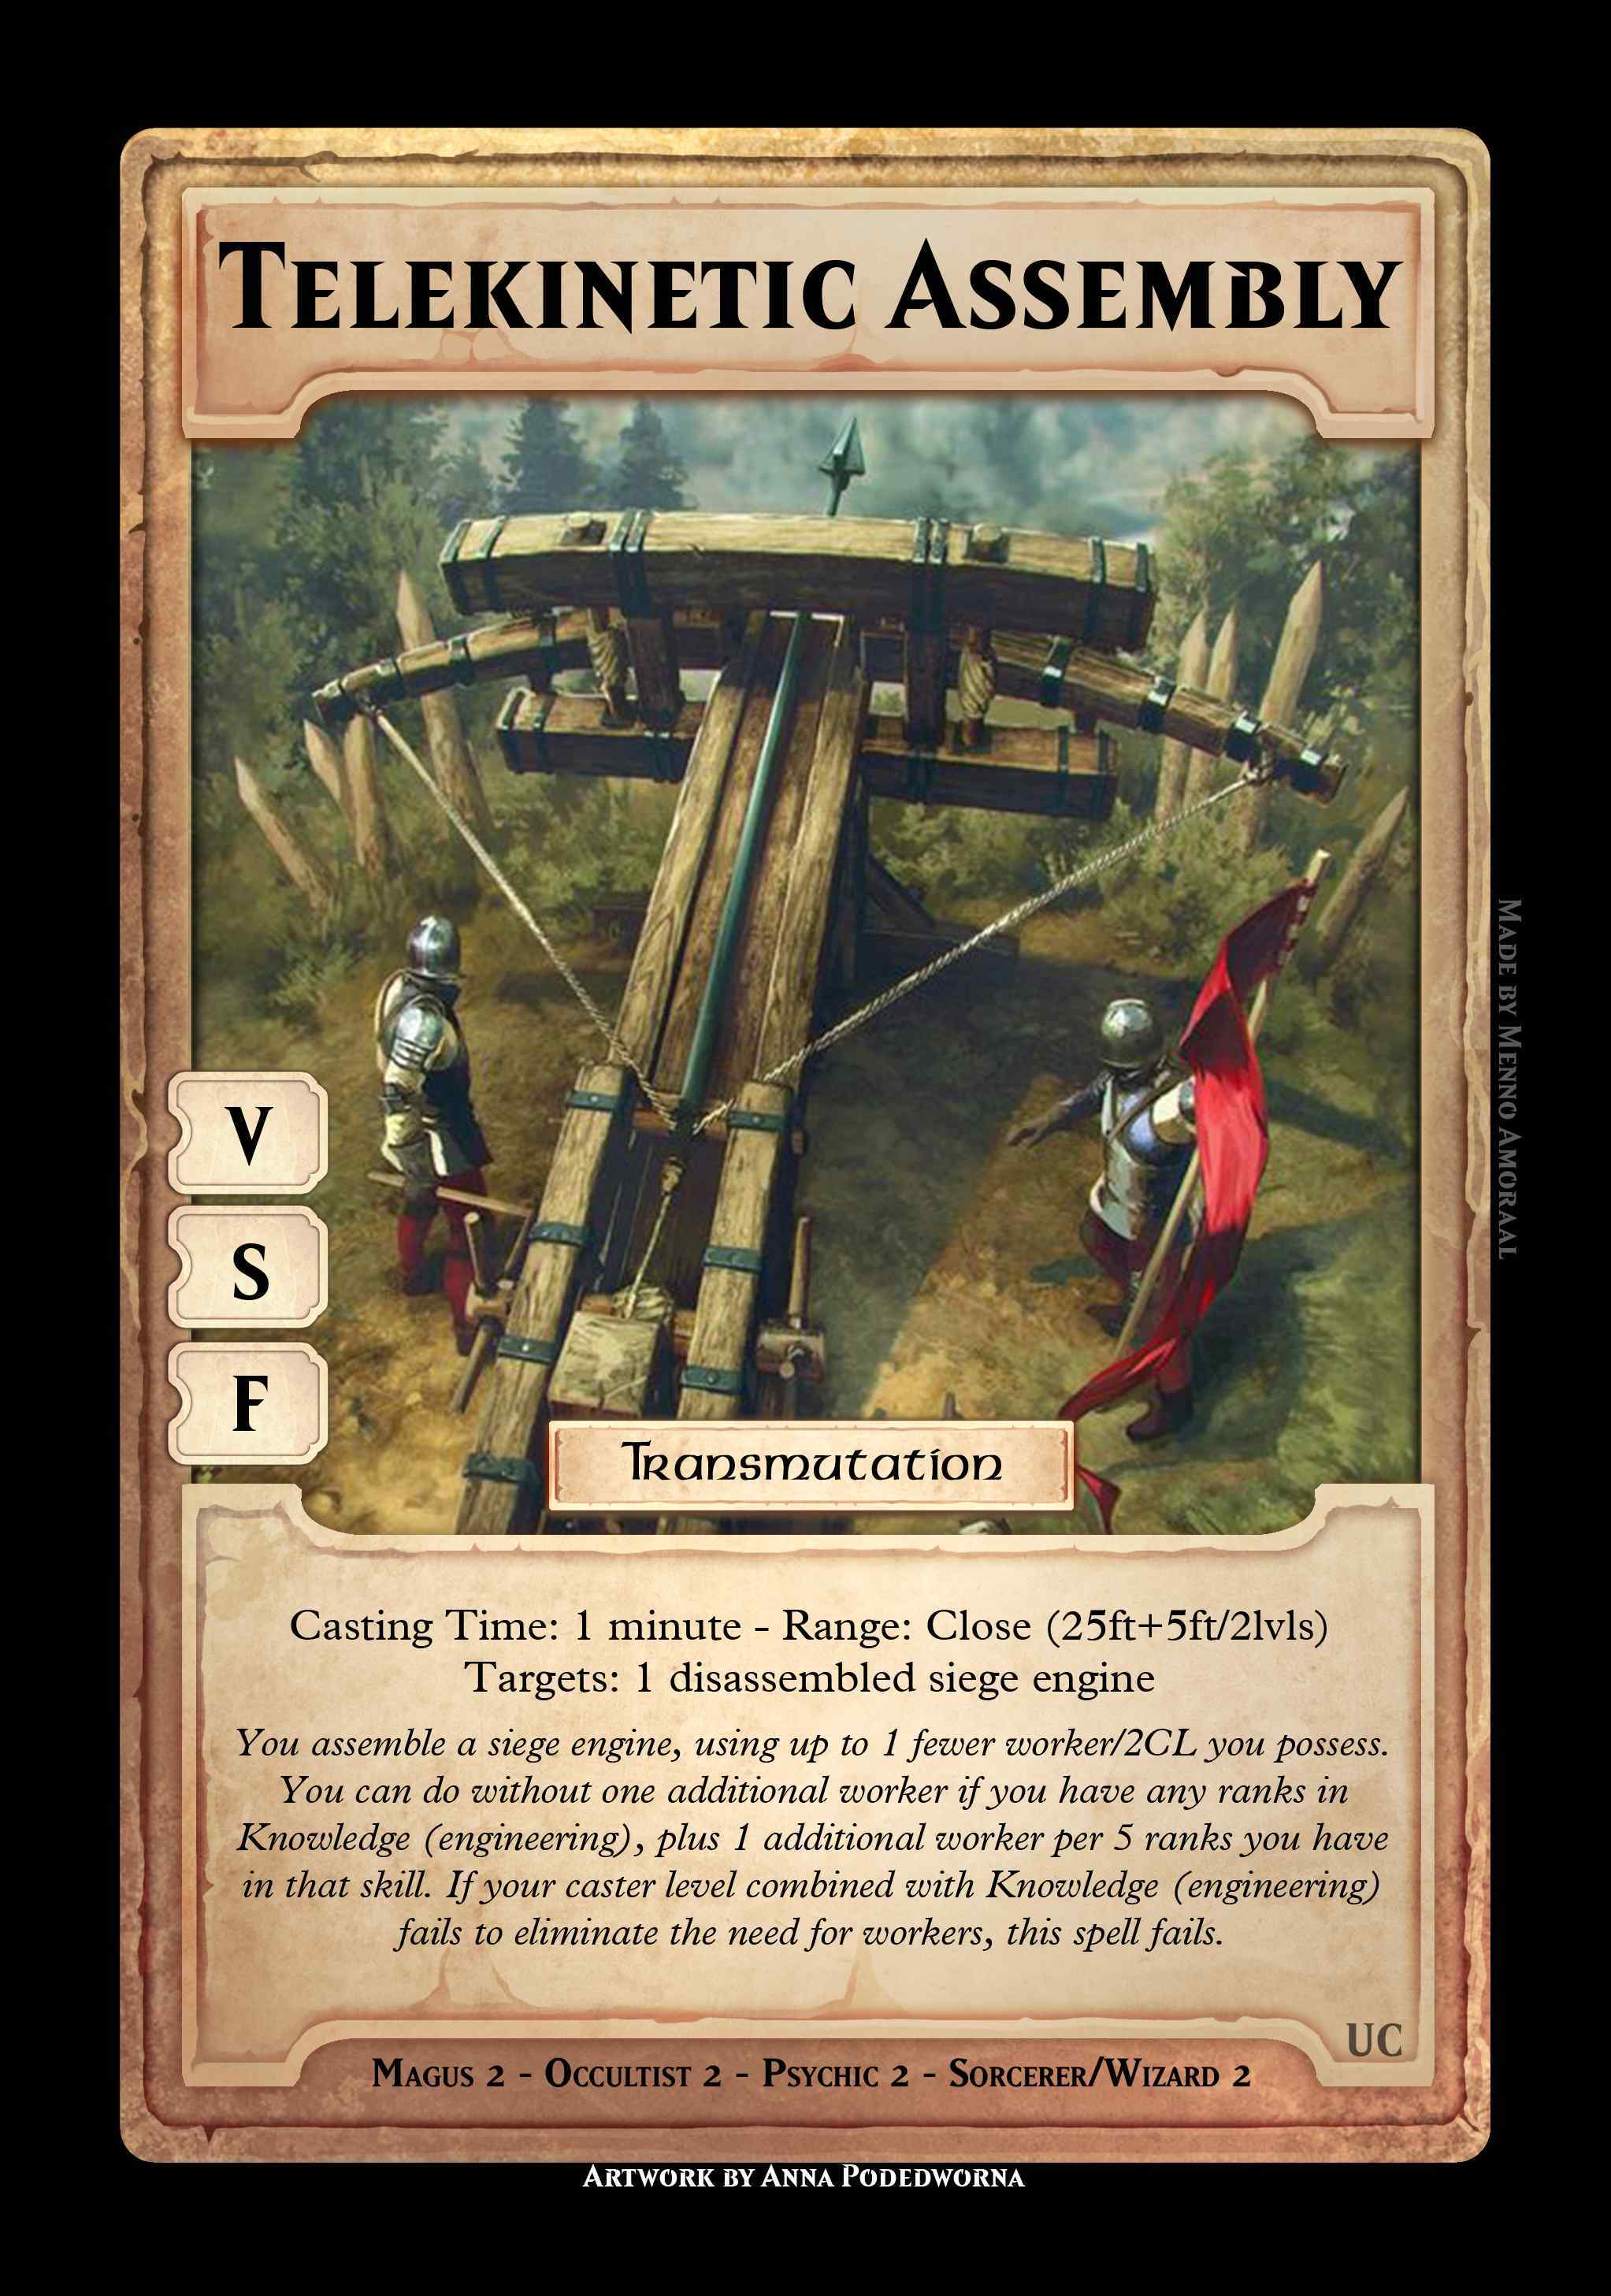 Telekinetic Assembly
V
S
F
Transmutation
Casting Time: 1 minute - Range: Close (25ft+5ft/2lvls)
Targets: 1 disassembled siege engine
You assemble a siege engine, using up to 1 fewer worker/2CL you possess.
You can do without one additional worker if you have any ranks in
Knowledge (engineering), plus 1 additional worker per 5 ranks you have
in that skill. If your caster level combined with Knowledge (engineering)
fails to eliminate the need for workers, this spell fails.
UC
Magus 2 - Occultist 2 - Psychic 2 - Sorcerer/Wizard 2
Artwork by Anna Podedworna
Made by Menno Amoraal